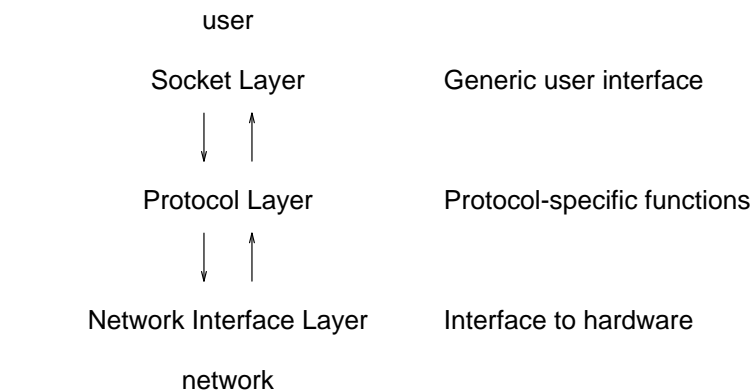 user
Socket Layer Generic user interface
Protocol Layer Protocol-specific functions
Network Interface Layer Interface to hardware
network